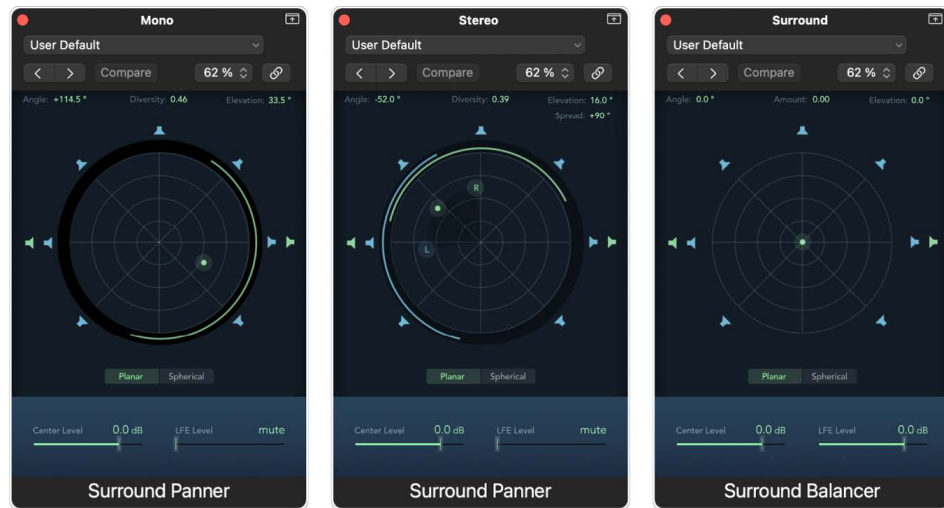 Mono
User Default
Compare
62 %
Angle: +114.5 °
Diversity: 0.46
Elevation: 33.5 °
Planar
Spherical
Center Level
0.0 dB
LFE Level
mute
Surround Panner
Stereo
User Default
Compare
62 %
Angle: -52.0 °
Diversity: 0.39
Elevation: 16.0 °
Spread: +90 °
R
L
Planar
Spherical
Center Level
0.0 dB
LFE Level
mute
Surround Panner
Surround
User Default
Compare
62 %
Angle: 0.0 °
Amount: 0.00
Elevation: 0.0 °
Planar
Spherical
Center Level
0.0 dB
LFE Level
0.0 dB
Surround Balancer